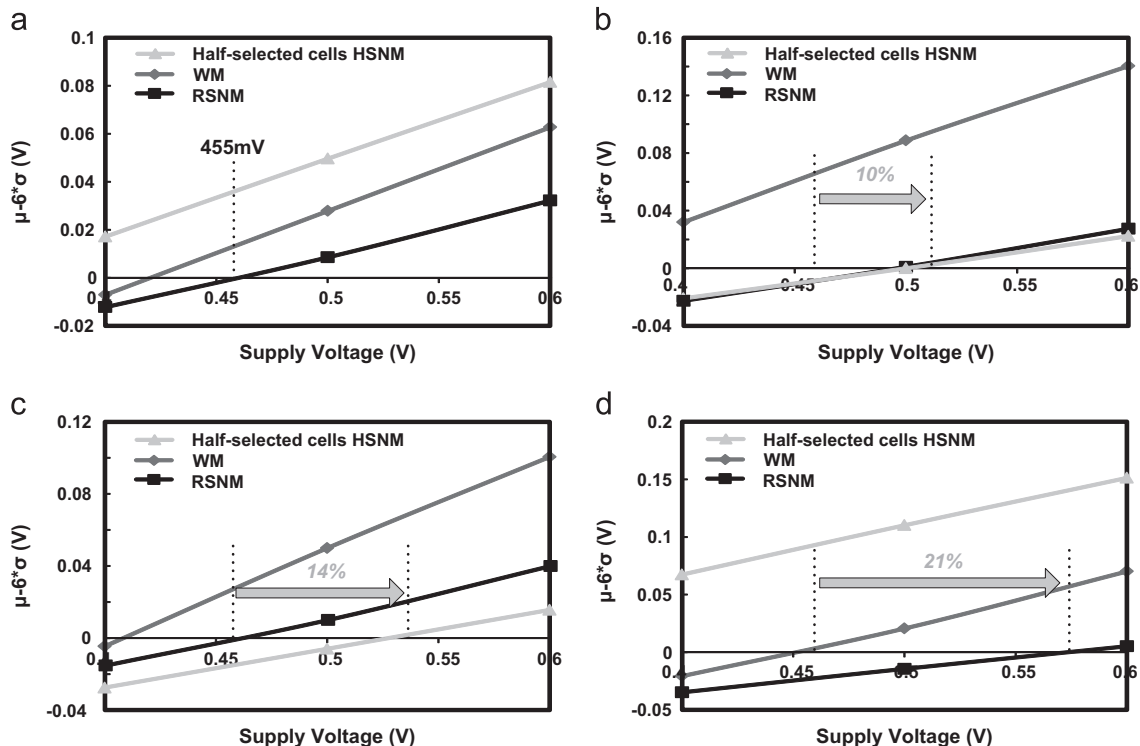 a
0.1
0.08
0.06
0.04
0.02
0
-0.02
μ-6*σ (V)
Half-selected cells HSNM
WM
RSNM
455mV
0.45
0.5
0.55
0.6
Supply Voltage (V)
b
0.16
0.12
0.08
0.04
0
-0.04
μ-6*σ (V)
Half-selected cells HSNM
WM
RSNM
10%
0.4
0.45
0.5
0.55
0.6
Supply Voltage (V)
c
0.12
0.08
0.04
0
-0.04
μ-6*σ (V)
Half-selected cells HSNM
WM
RSNM
14%
0.45
0.5
0.55
0.6
Supply Voltage (V)
d
0.2
0.15
0.1
0.05
0
-0.05
μ-6*σ (V)
Half-selected cells HSNM
WM
RSNM
21%
0.45
0.5
0.55
0.6
Supply Voltage (V)